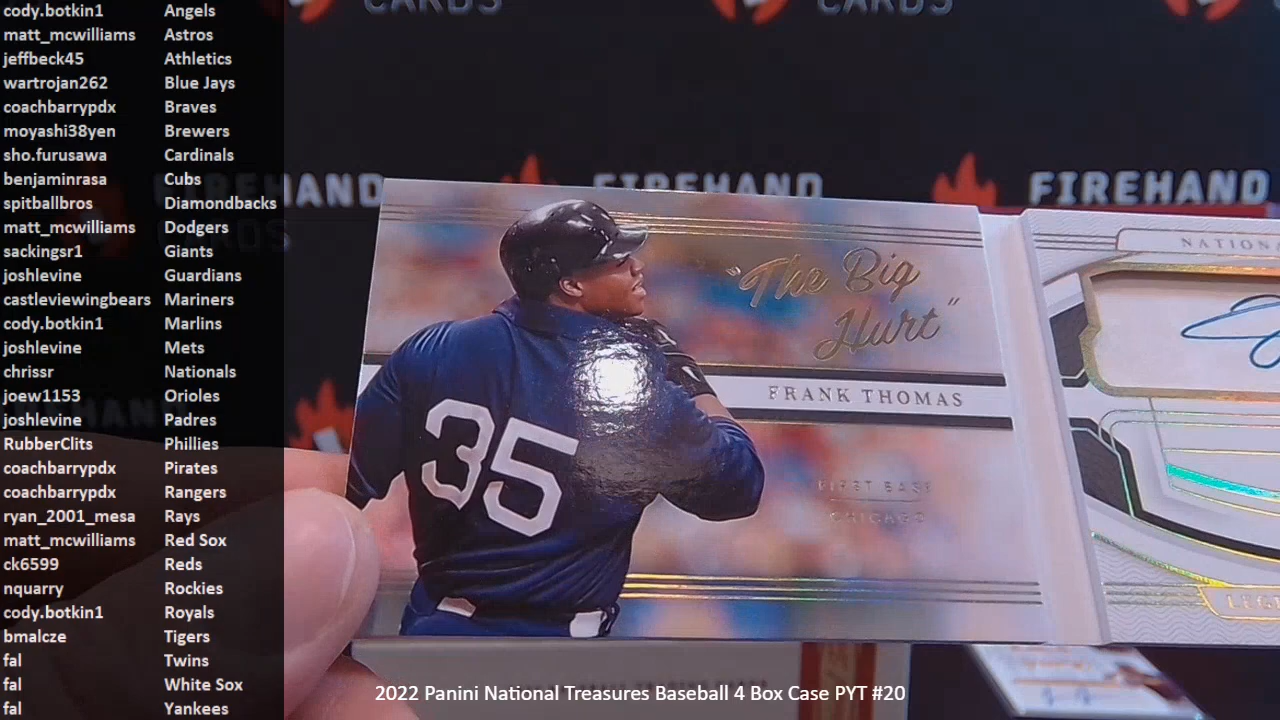 cody.botkin1 Angels
matt_mcwilliams Astros
jeffbeck45 Athletics
wartrojan262 Blue Jays
coachbarrypdx Braves
moyashi38yen Brewers
sho.furusawa Cardinals
benjaminrasa Cubs
spitballbros Diamondbacks
matt_mcwilliams Dodgers
sackingsr1 Giants
joshlevine Guardians
castleviewingbears Mariners
cody.botkin1 Marlins
joshlevine Mets
chrissr Nationals
joew1153 Orioles
joshlevine Padres
RubberClits Phillies
coachbarrypdx Pirates
coachbarrypdx Rangers
ryan_2001_mesa Rays
matt_mcwilliams Red Sox
ck6599 Reds
nquarry Rockies
cody.botkin1 Royals
bmalcze Tigers
fal Twins
fal White Sox
fal Yankees
CARDS
CARDS
FIREHAND
CARDS
FIREHAND
FIREHAND
"The Big
Hurt"
FRANK THOMAS
FIRST BASE
CHICAGO
35
NATION
LEG
2022 Panini National Treasures Baseball 4 Box Case PYT #20